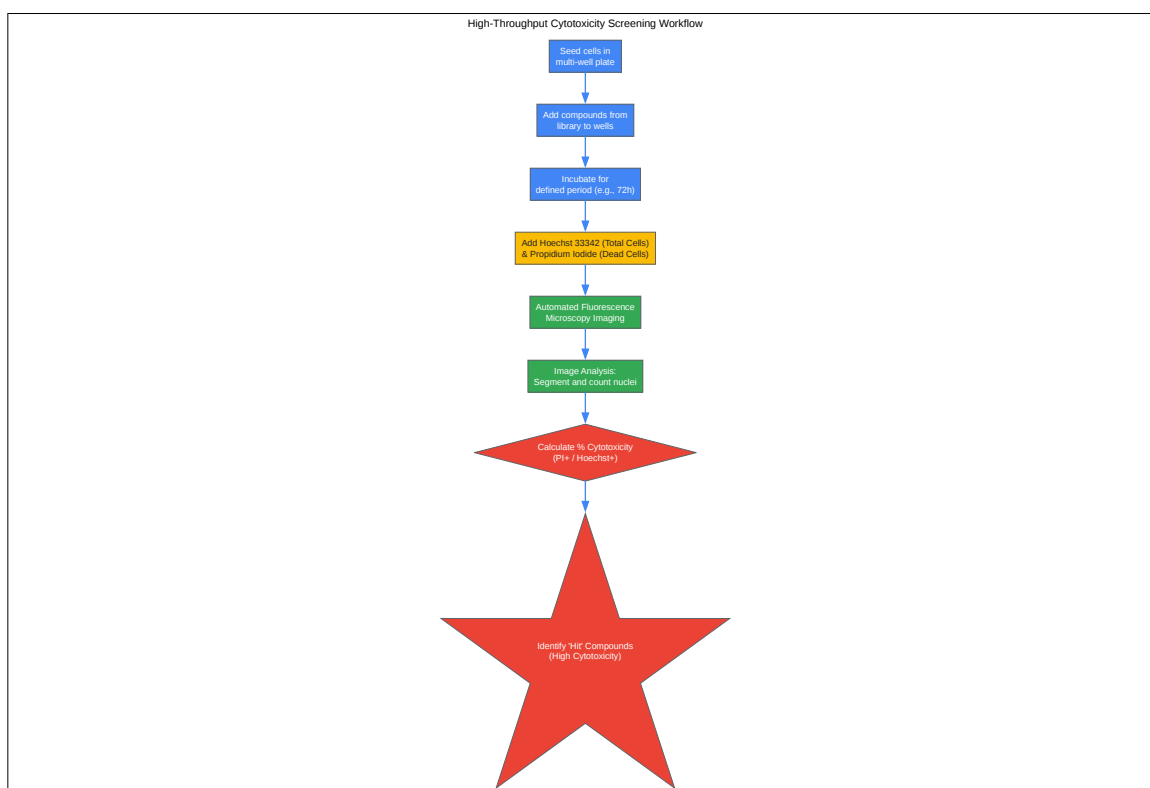 High-Throughput Cytotoxicity Screening Workflow
Seed cells in
multi-well plate
Add compounds from
library to wells
Incubate for
defined period (e.g., 72h)
Add Hoechst 33342 (Total Cells)
& Propidium Iodide (Dead Cells)
Automated Fluorescence
Microscopy Imaging
Image Analysis:
Segment and count nuclei
Calculate % Cytotoxicity
(PI+ / Hoechst+)
Identify 'Hit' Compounds
(High Cytotoxicity)